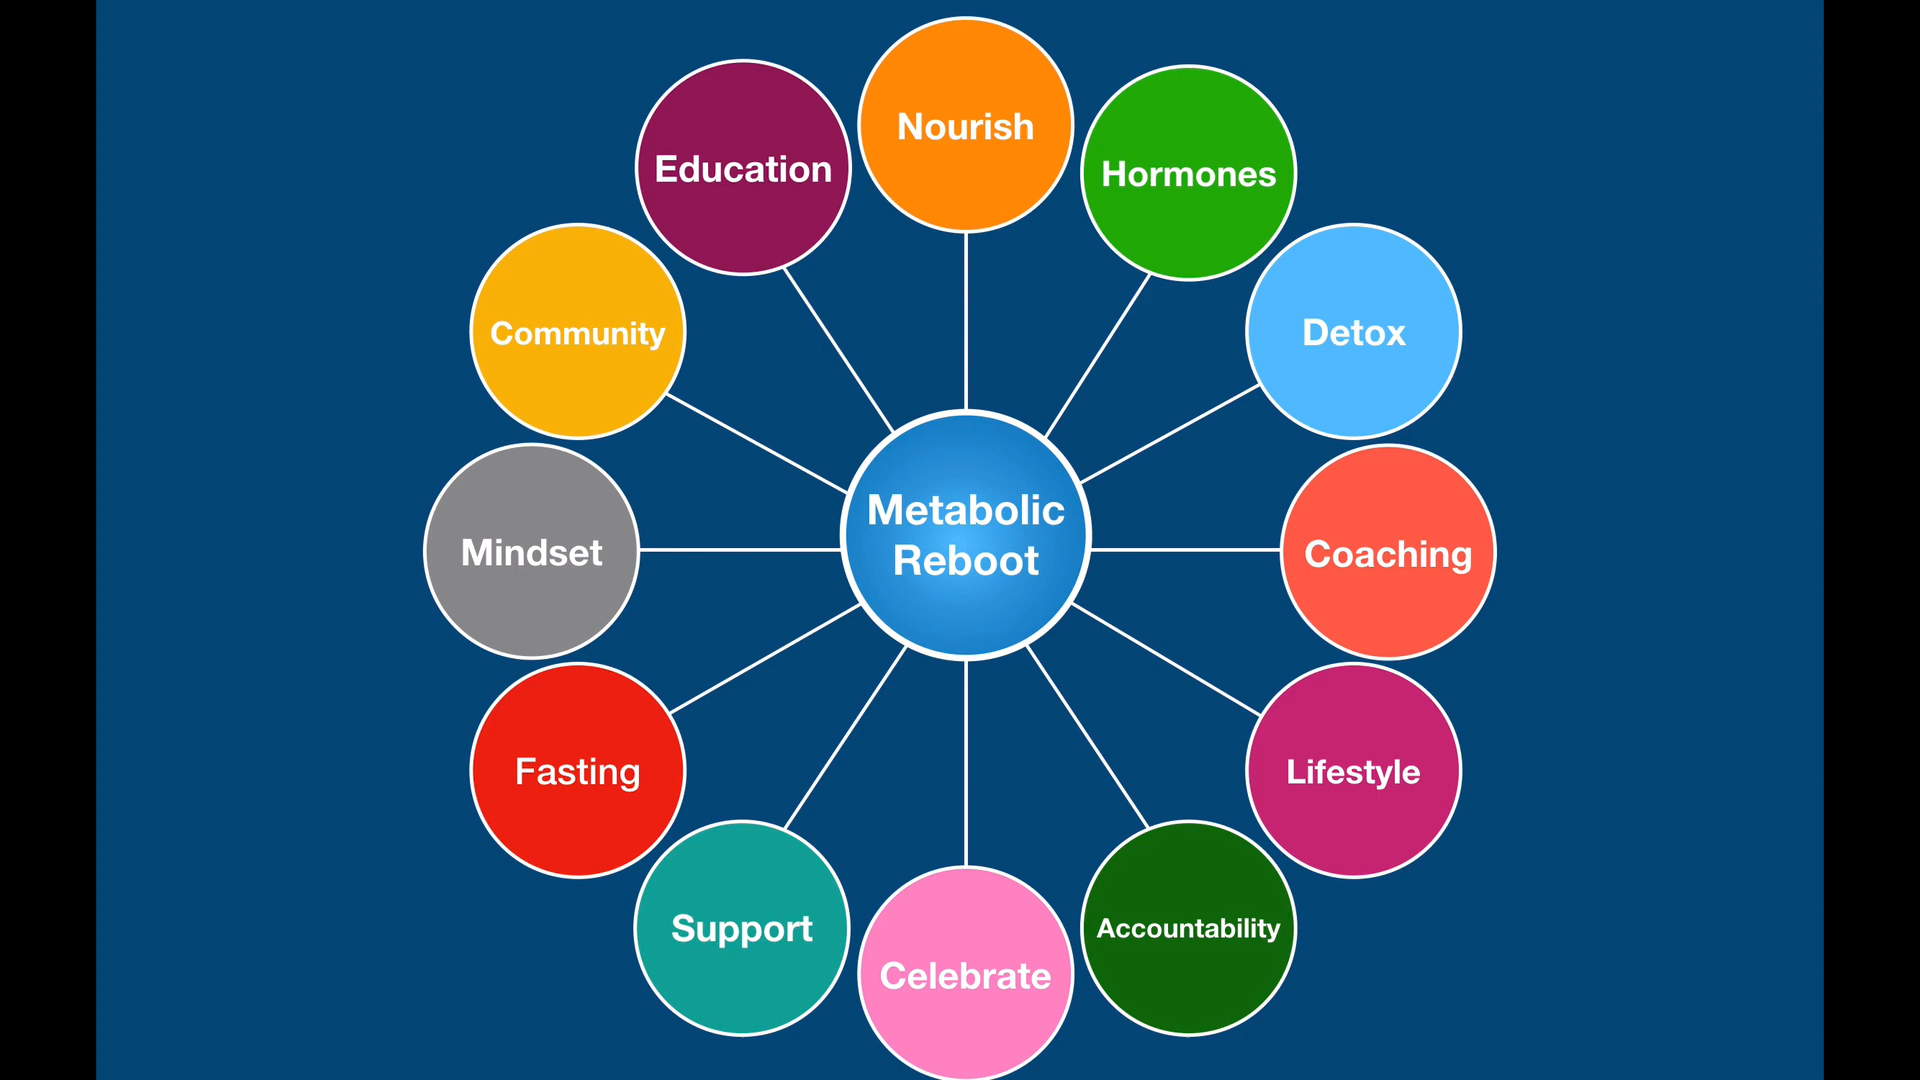 Nourish
Hormones
Education
Detox
Community
Metabolic
Reboot
Mindset
Coaching
Fasting
Lifestyle
Support
Accountability
Celebrate